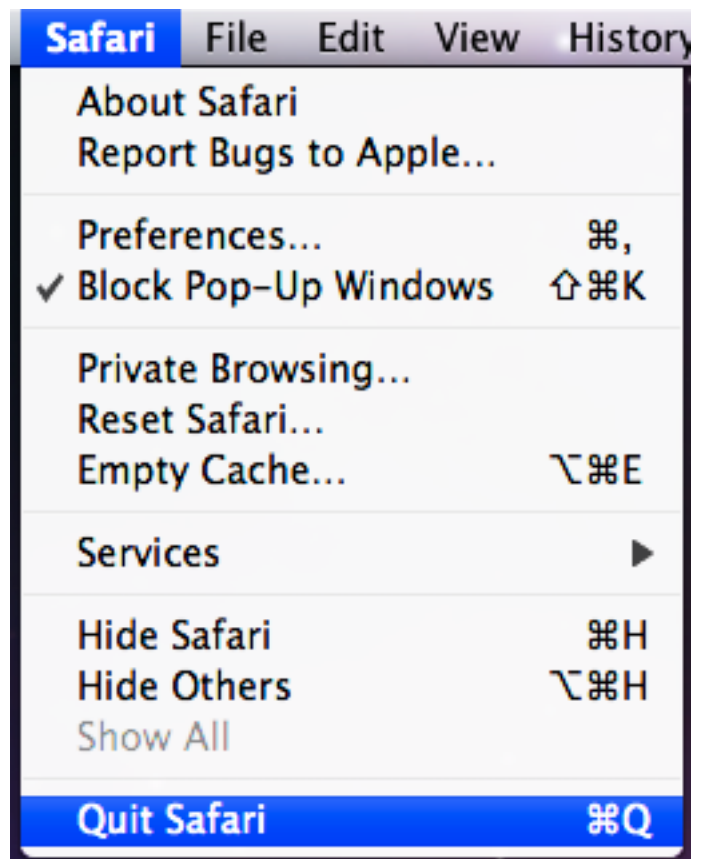 Safari File Edit View History
About Safari
Report Bugs to Apple...
Preferences... ⌘,
✓ Block Pop-Up Windows ⇧⌘K
Private Browsing...
Reset Safari...
Empty Cache... ⌥⌘E
Services ▶
Hide Safari ⌘H
Hide Others ⌥⌘H
Show All
Quit Safari ⌘Q